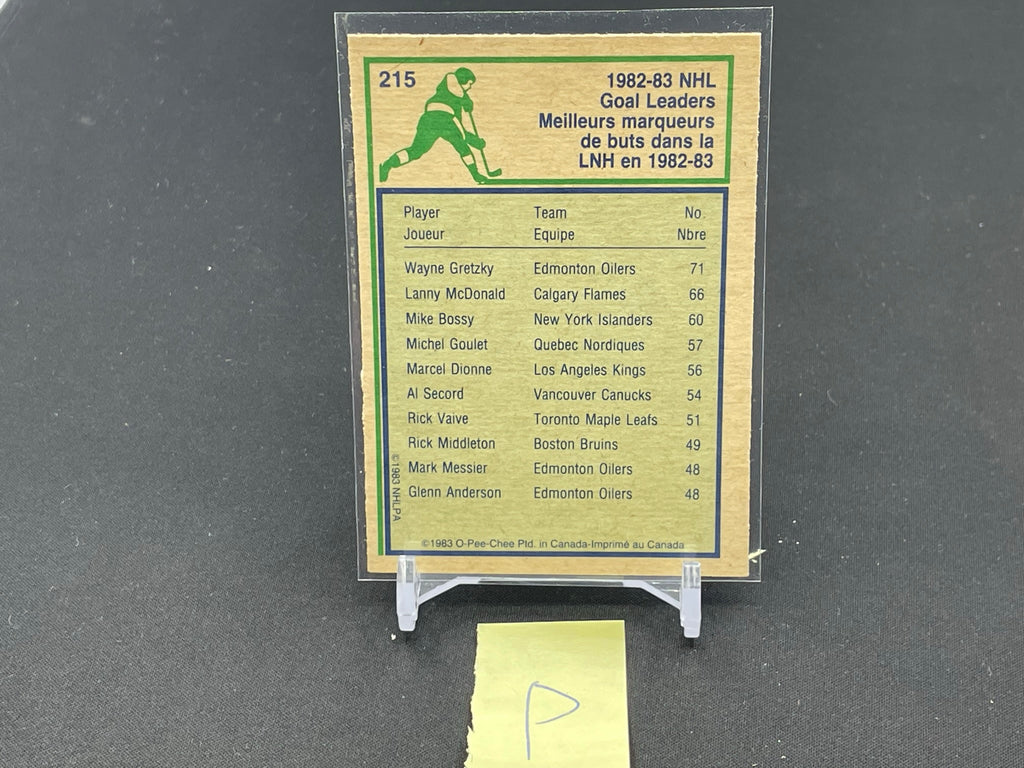 215
1982-83 NHL
Goal Leaders
Meilleurs marqueurs
de buts dans la
LNH en 1982-83
Player Team No.
Joueur Equipe Nbre
Wayne Gretzky Edmonton Oilers 71
Lanny McDonald Calgary Flames 66
Mike Bossy New York Islanders 60
Michel Goulet Quebec Nordiques 57
Marcel Dionne Los Angeles Kings 56
Al Secord Vancouver Canucks 54
Rick Vaive Toronto Maple Leafs 51
Rick Middleton Boston Bruins 49
Mark Messier Edmonton Oilers 48
Glenn Anderson Edmonton Oilers 48
©1983 NHLPA
©1983 O-Pee-Chee Ptd. in Canada-Imprimé au Canada
P